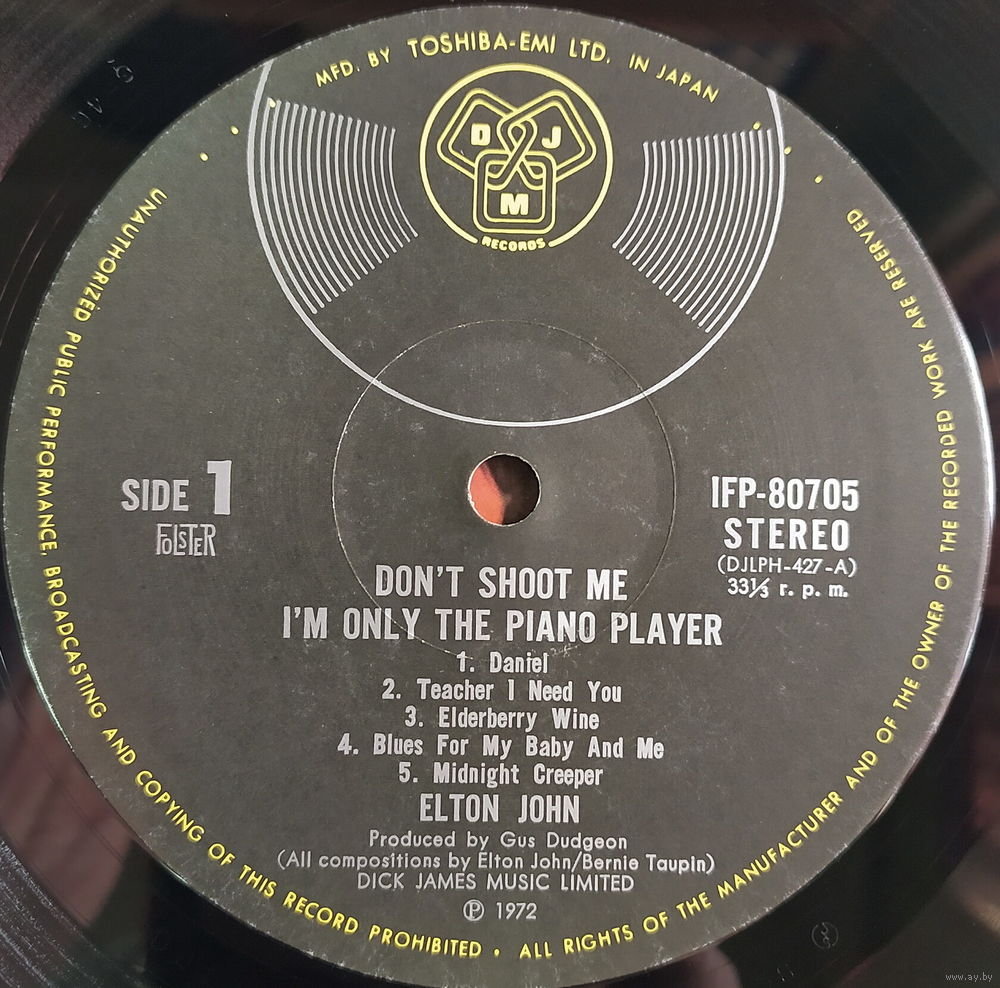 MFD. BY TOSHIBA-EMI LTD. IN JAPAN
D J
M
RECORDS
UNAUTHORIZED PUBLIC PERFORMANCE, BROADCASTING AND COPYING OF THIS RECORD PROHIBITED • ALL RIGHTS OF THE MANUFACTURER AND OF THE OWNER OF THE RECORDED WORK ARE RESERVED
SIDE 1
FOLSTER
IFP-80705
STEREO
(DJLPH-427-A)
33⅓ r. p. m.
DON'T SHOOT ME
I'M ONLY THE PIANO PLAYER
1. Daniel
2. Teacher I Need You
3. Elderberry Wine
4. Blues For My Baby And Me
5. Midnight Creeper
ELTON JOHN
Produced by Gus Dudgeon
(All compositions by Elton John/Bernie Taupin)
DICK JAMES MUSIC LIMITED
℗ 1972
www.ay.by